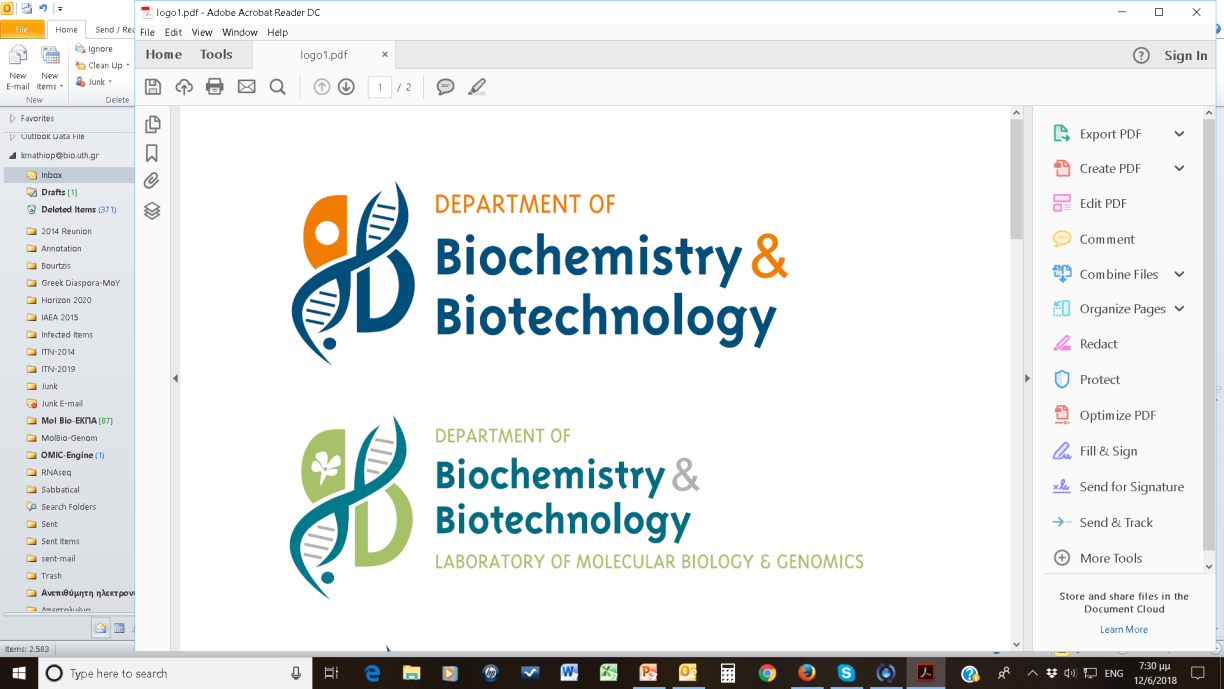 logo1.pdf - Adobe Acrobat Reader DC
File Edit View Window Help
Home Tools logo1.pdf × Sign In
1 / 2
File Home Send / Rec
New E-mail
New Items
Ignore
Clean Up
Junk
New Delete
Favorites
Outlook Data File
kmathiop@bio.uth.gr
Inbox
Drafts [1]
Deleted Items (371)
2014 Reunion
Annotation
Bourtzis
Greek Diaspora-MoY
Horizon 2020
IAEA 2015
Infected Items
ITN-2014
ITN-2019
Junk
Junk E-mail
Mol Bio-ΕΚΠΑ [87]
MolBio-Genom
OMIC-Engine (1)
RNAseq
Sabbatical
Search Folders
Sent
Sent Items
sent-mail
Trash
Ανεπιθύμητη ηλεκτρον
Απεσταλμένα
Items: 2.583
DEPARTMENT OF
Biochemistry &
Biotechnology
DEPARTMENT OF
Biochemistry &
Biotechnology
LABORATORY OF MOLECULAR BIOLOGY & GENOMICS
Export PDF
Create PDF
Edit PDF
Comment
Combine Files
Organize Pages
Redact
Protect
Optimize PDF
Fill & Sign
Send for Signature
Send & Track
More Tools
Store and share files in the
Document Cloud
Learn More
Type here to search
ENG
7:30 μμ
12/6/2018